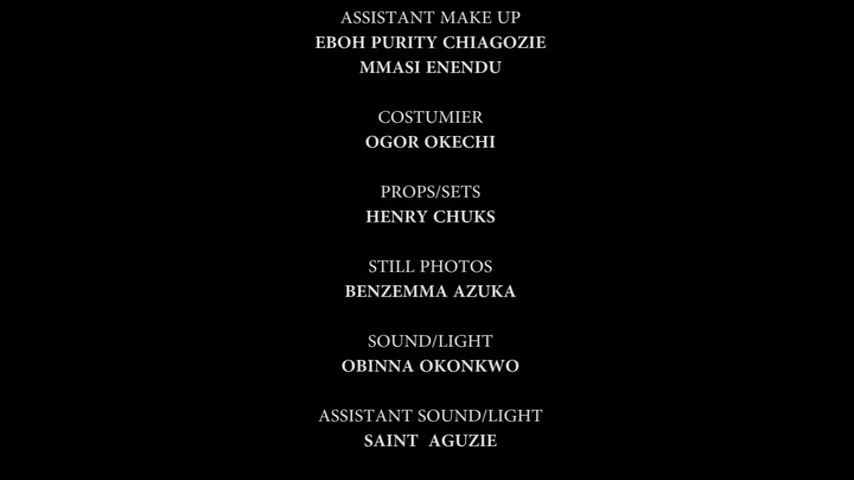 ASSISTANT MAKE UP
EBOH PURITY CHIAGOZIE
MMASI ENENDU
COSTUMIER
OGOR OKECHI
PROPS/SETS
HENRY CHUKS
STILL PHOTOS
BENZEMMA AZUKA
SOUND/LIGHT
OBINNA OKONKWO
ASSISTANT SOUND/LIGHT
SAINT AGUZIE